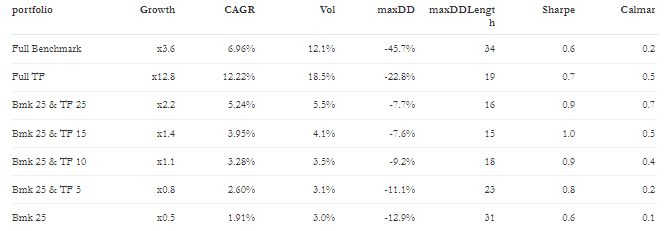 portfolio Growth CAGR Vol maxDD maxDDLengt
h Sharpe Calmar
Full Benchmark x3.6 6.96% 12.1% -45.7% 34 0.6 0.2
Full TF x12.8 12.22% 18.5% -22.8% 19 0.7 0.5
Bmk 25 & TF 25 x2.2 5.24% 5.5% -7.7% 16 0.9 0.7
Bmk 25 & TF 15 x1.4 3.95% 4.1% -7.6% 15 1.0 0.5
Bmk 25 & TF 10 x1.1 3.28% 3.5% -9.2% 18 0.9 0.4
Bmk 25 & TF 5 x0.8 2.60% 3.1% -11.1% 23 0.8 0.2
Bmk 25 x0.5 1.91% 3.0% -12.9% 31 0.6 0.1